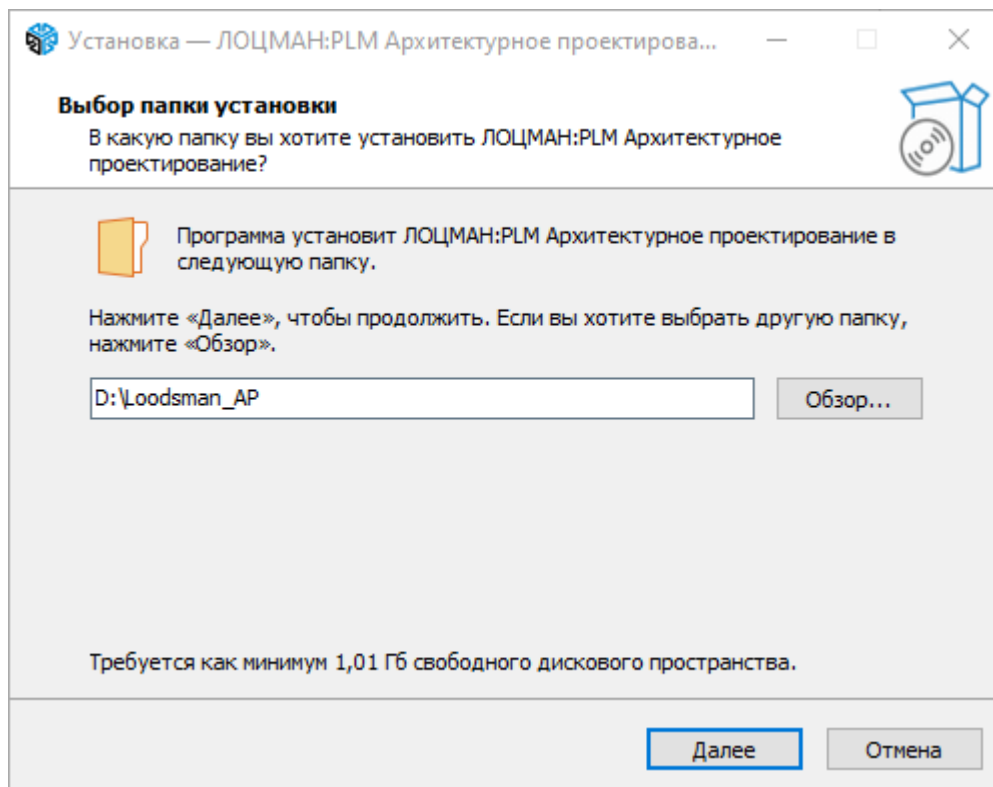 Установка — ЛОЦМАН:PLM Архитектурное проектирова...
Выбор папки установки
В какую папку вы хотите установить ЛОЦМАН:PLM Архитектурное
проектирование?
Программа установит ЛОЦМАН:PLM Архитектурное проектирование в
следующую папку.
Нажмите «Далее», чтобы продолжить. Если вы хотите выбрать другую папку,
нажмите «Обзор».
D:\Loodsman_AP
Обзор...
Требуется как минимум 1,01 Гб свободного дискового пространства.
Далее
Отмена